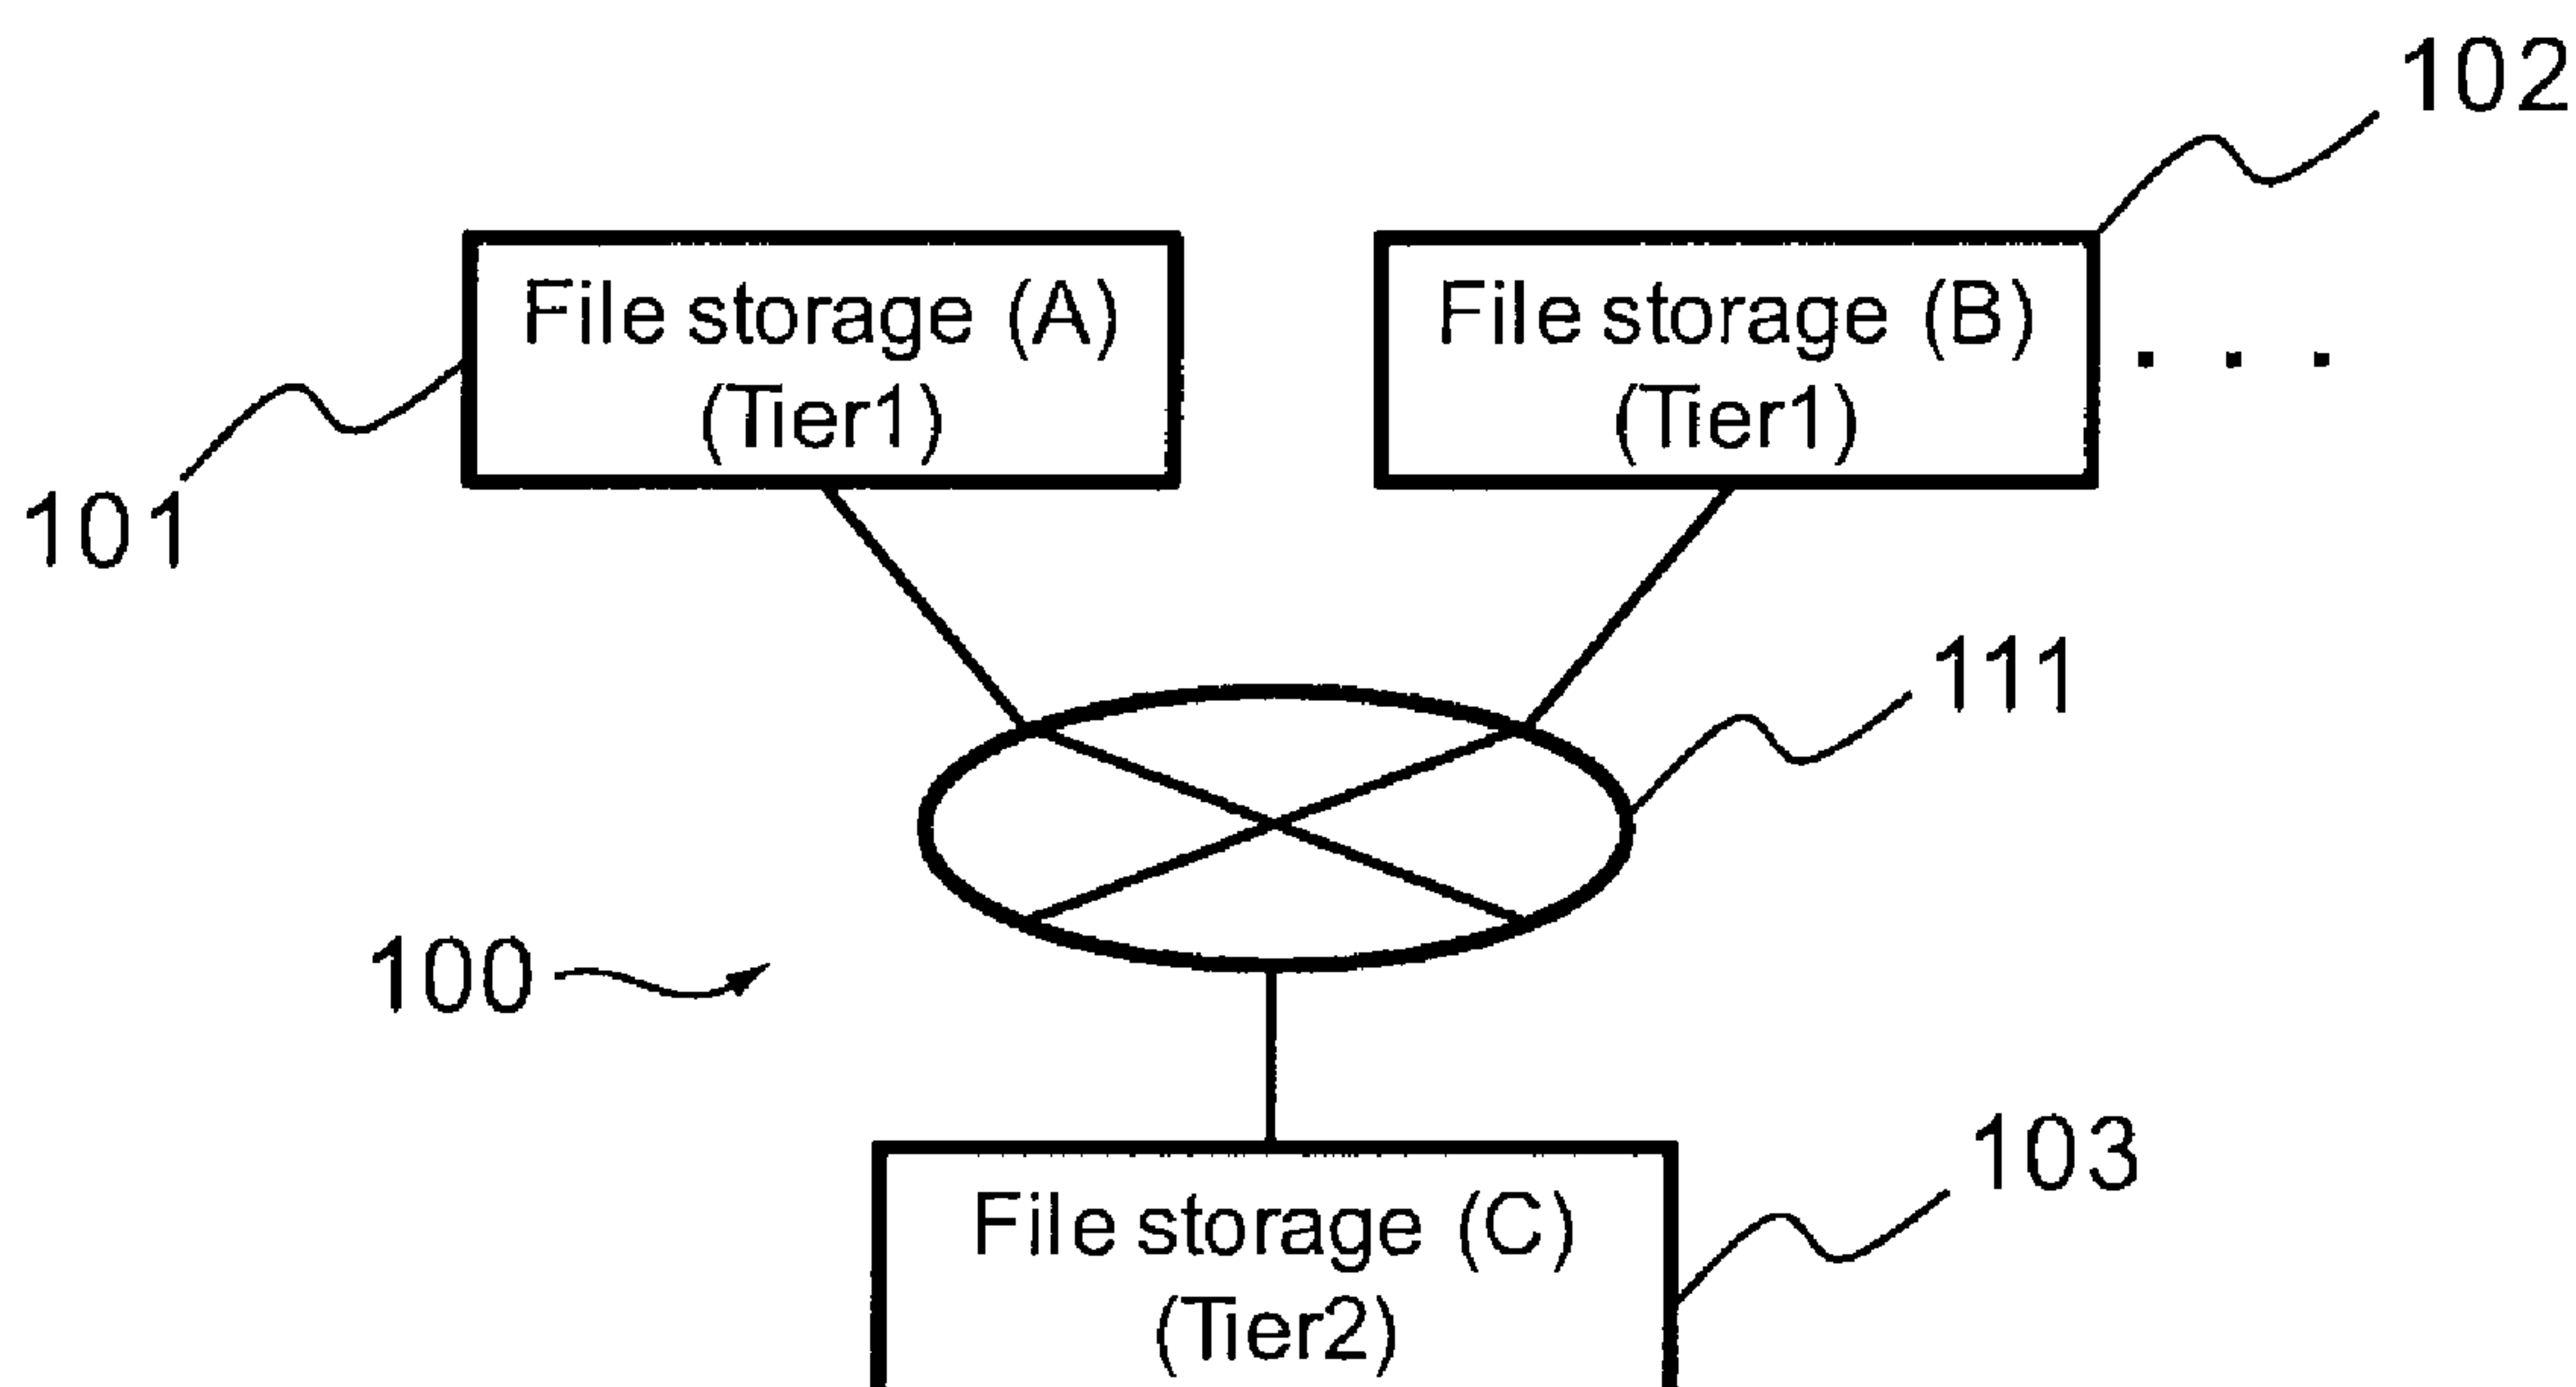 102
File storage (A)
(Tier1)
File storage (B)
(Tier1)
. . .
101
111
100
103
File storage (C)
(Tier2)